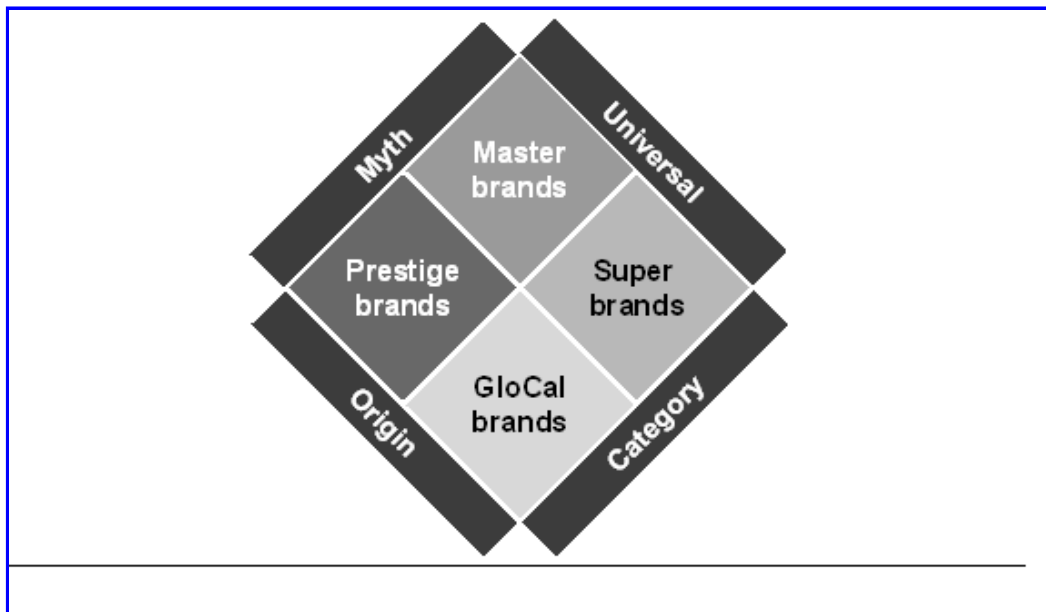 Myth
Universal
Master
brands
Prestige
brands
Super
brands
GloCal
brands
Origin
Category